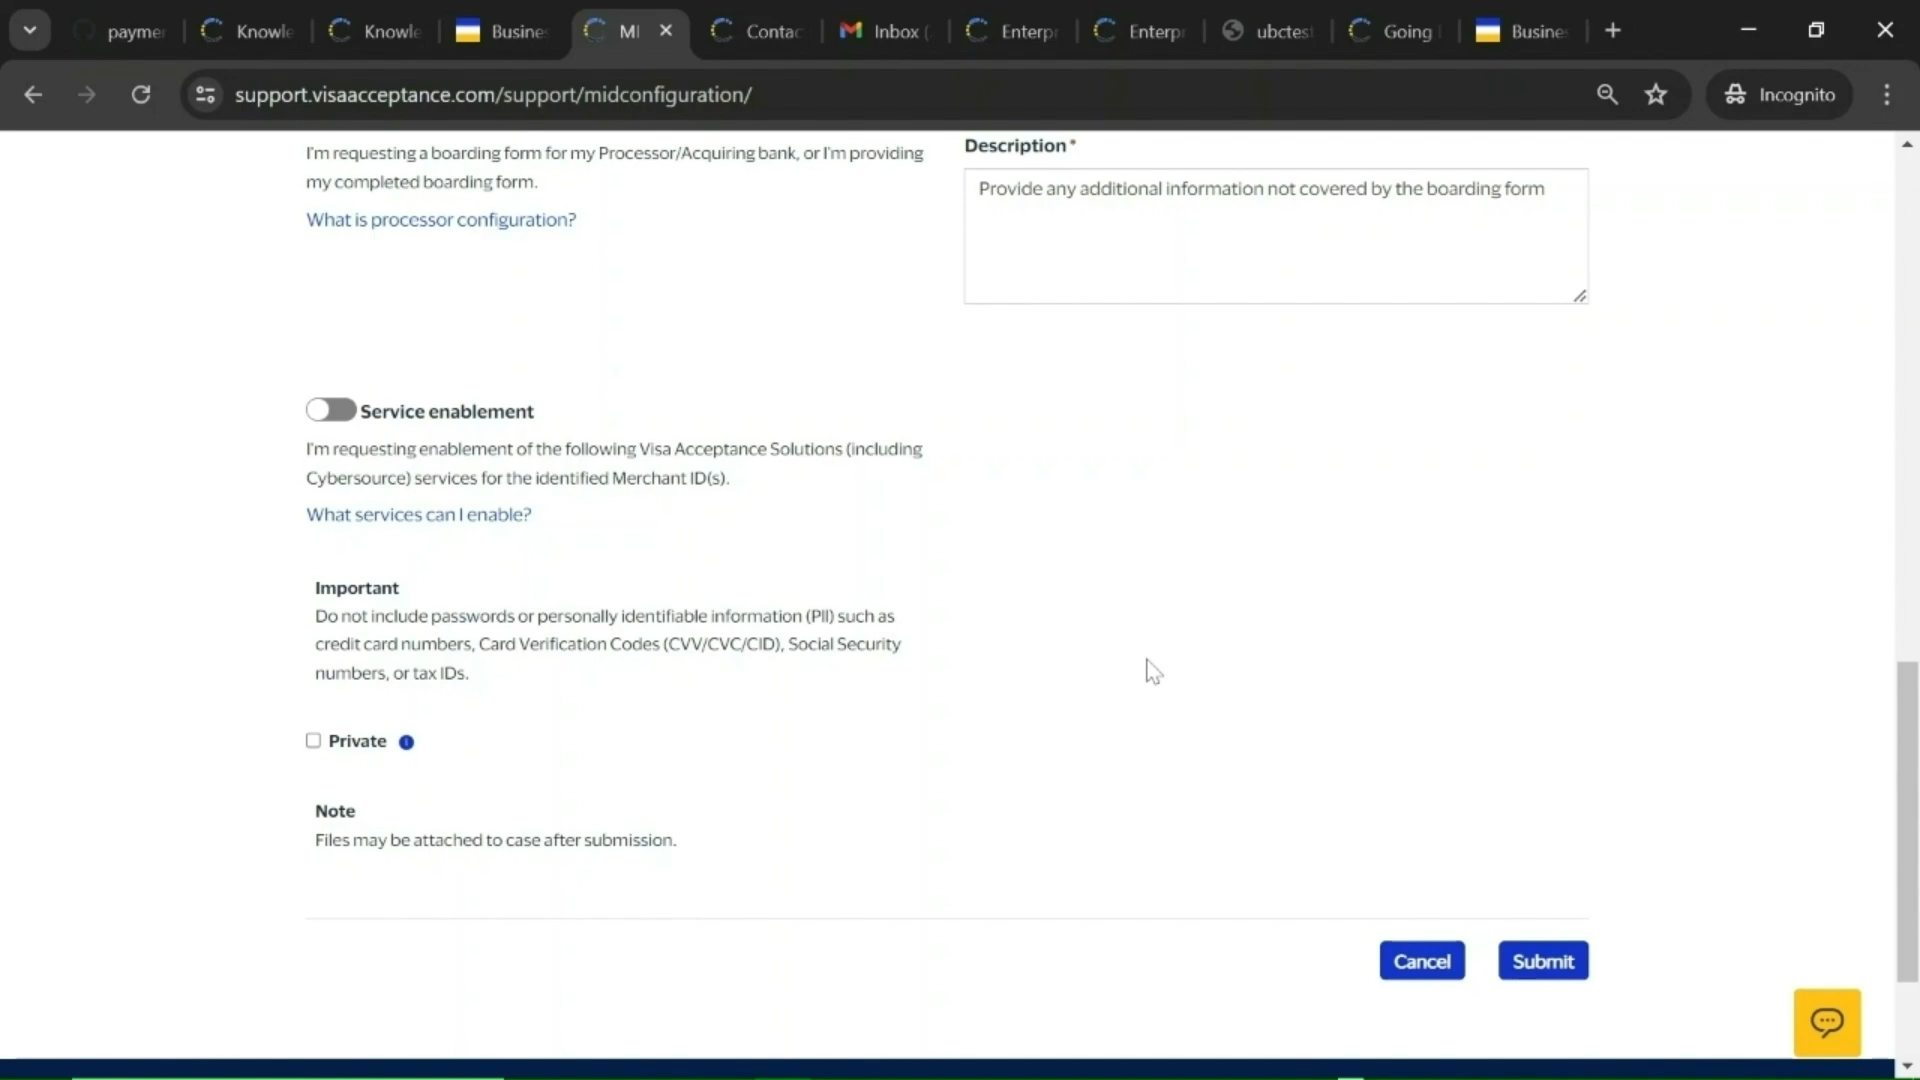 payme
Knowle
Knowle
Busine
MI
Contac
Inbox (
Enterpr
Enterpr
ubctes
Going
Busine
support.visaacceptance.com/support/midconfiguration/
Incognito
I'm requesting a boarding form for my Processor/Acquiring bank, or I'm providing
my completed boarding form.
What is processor configuration?
Description*
Provide any additional information not covered by the boarding form
Service enablement
I'm requesting enablement of the following Visa Acceptance Solutions (including
Cybersource) services for the identified Merchant ID(s).
What services can I enable?
Important
Do not include passwords or personally identifiable information (PII) such as
credit card numbers, Card Verification Codes (CVV/CVC/CID), Social Security
numbers, or tax IDs.
Private
Note
Files may be attached to case after submission.
Cancel
Submit